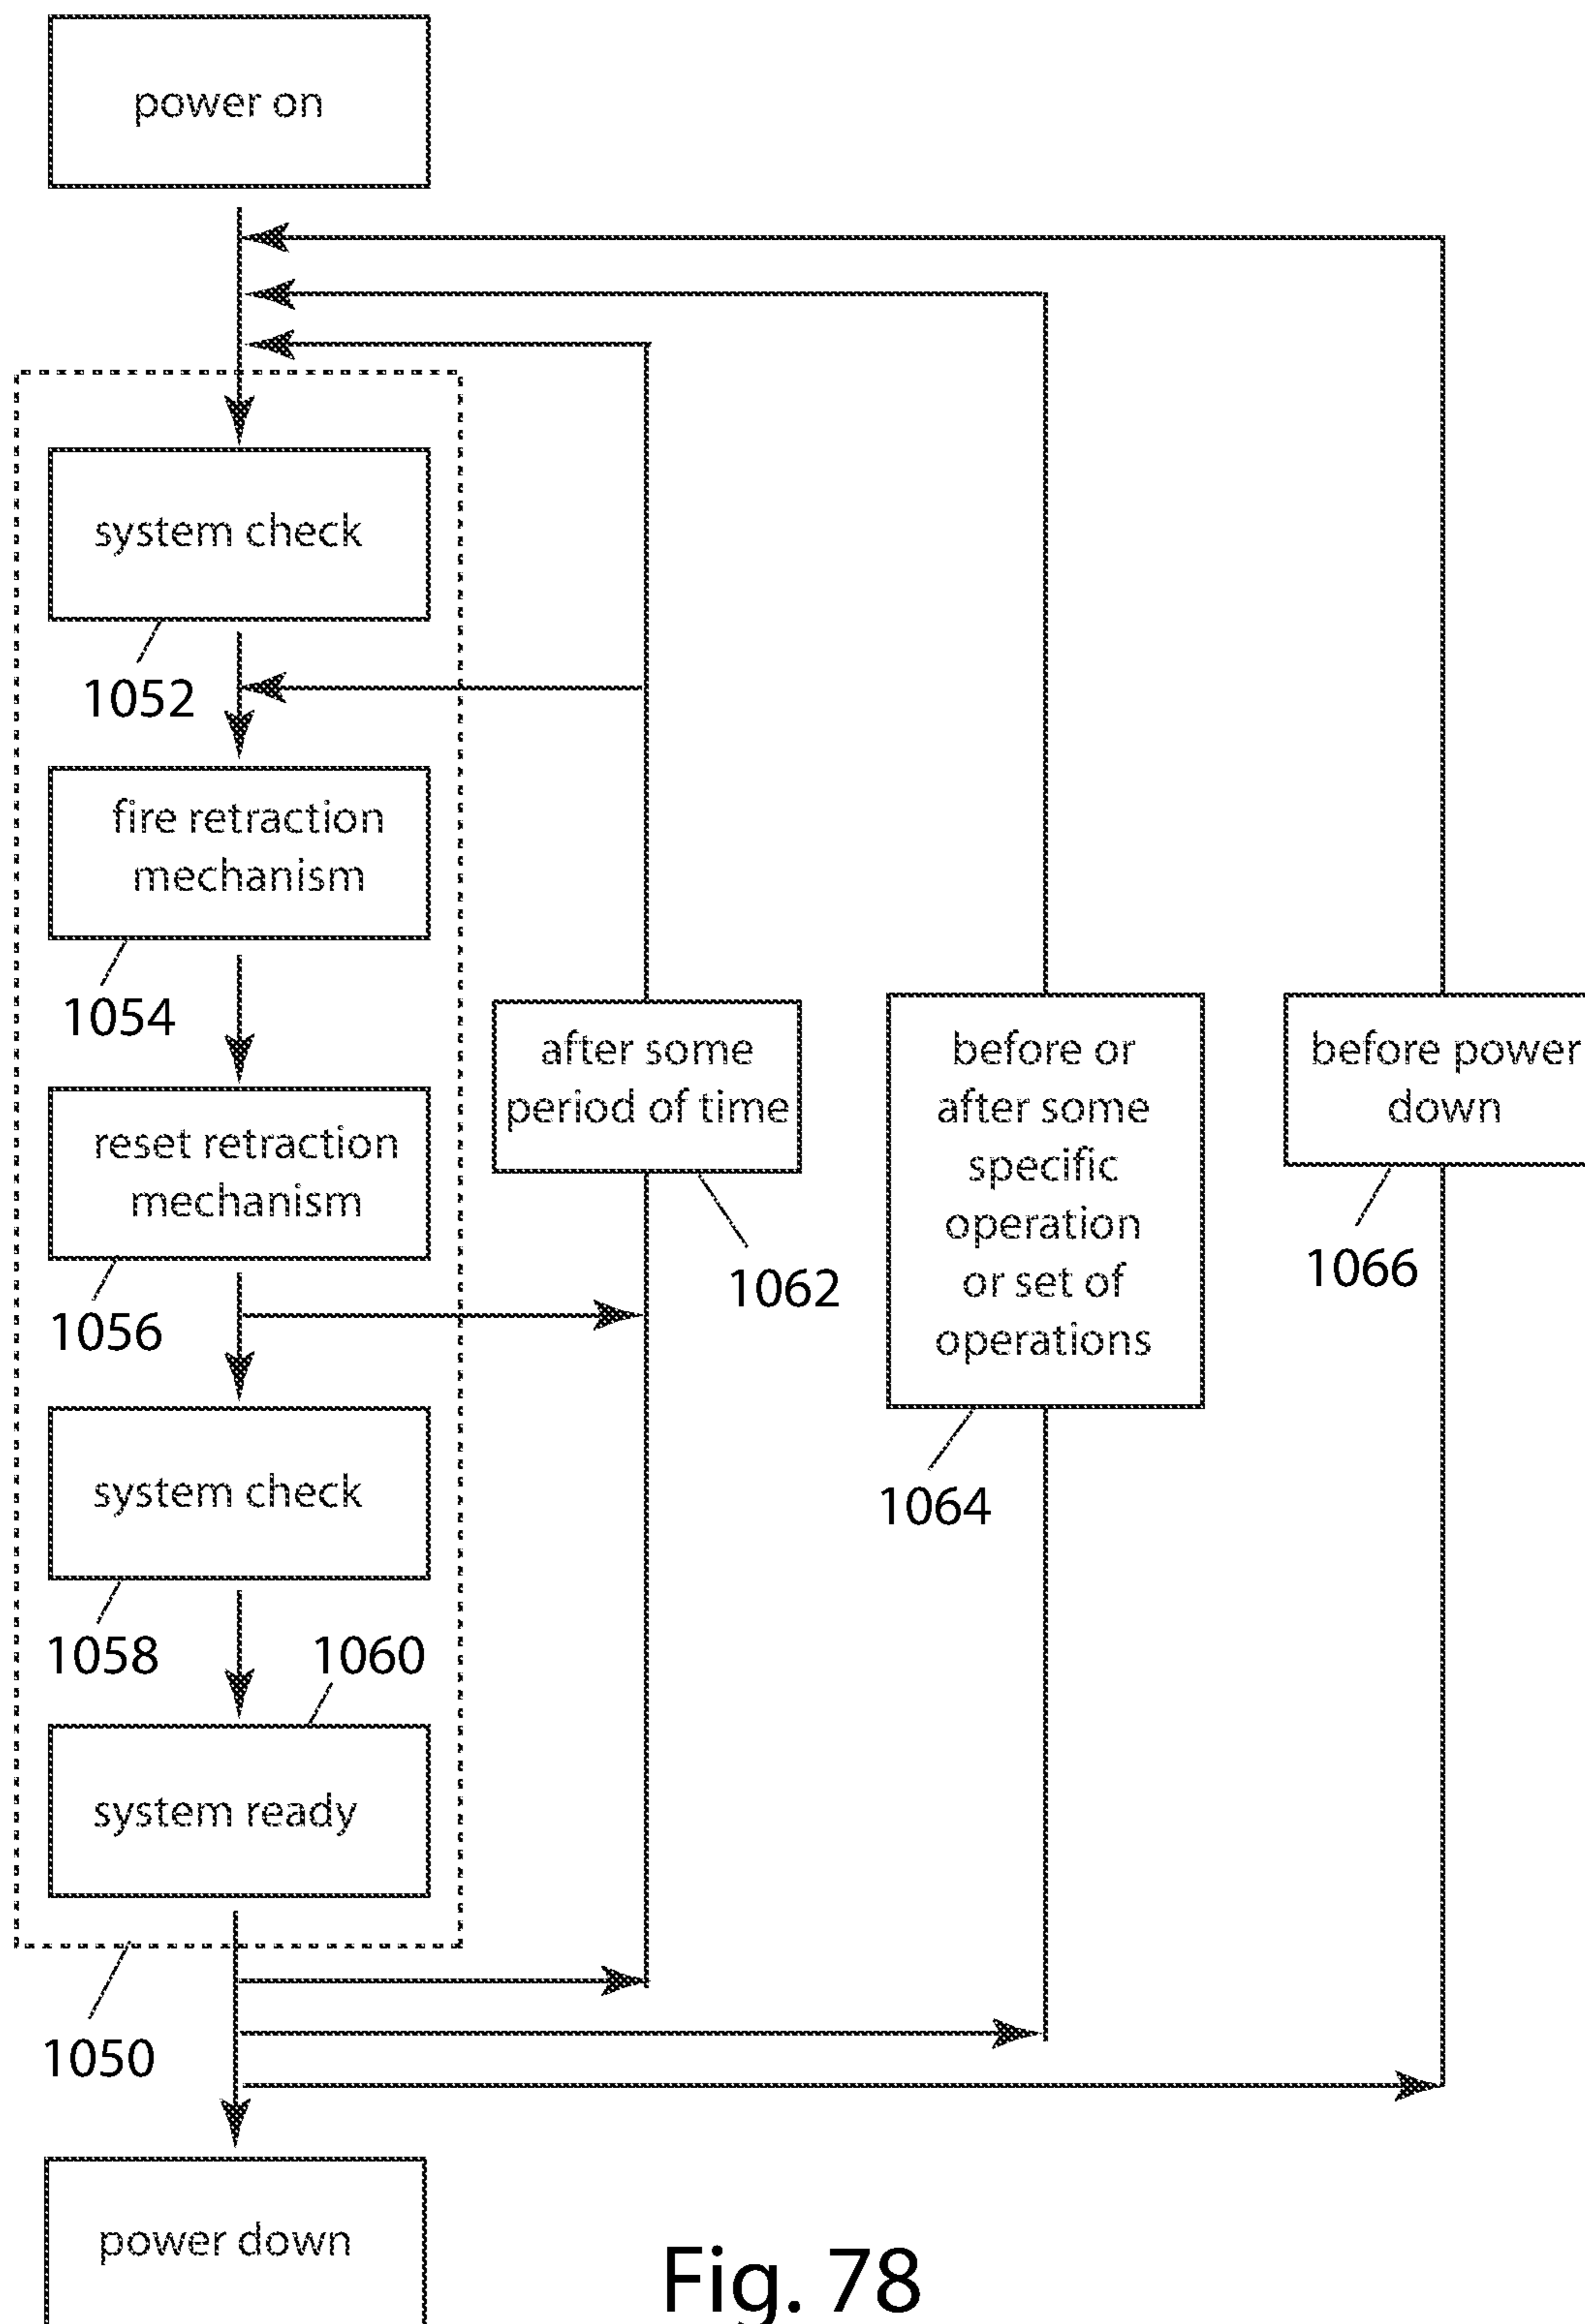 power on
system check
1052
fire retraction
mechanism
1054
reset retraction
mechanism
1056
system check
1058
1060
system ready
1050
power down
after some
period of time
1062
before or
after some
specific
operation
or set of
operations
1064
before power
down
1066
Fig. 78